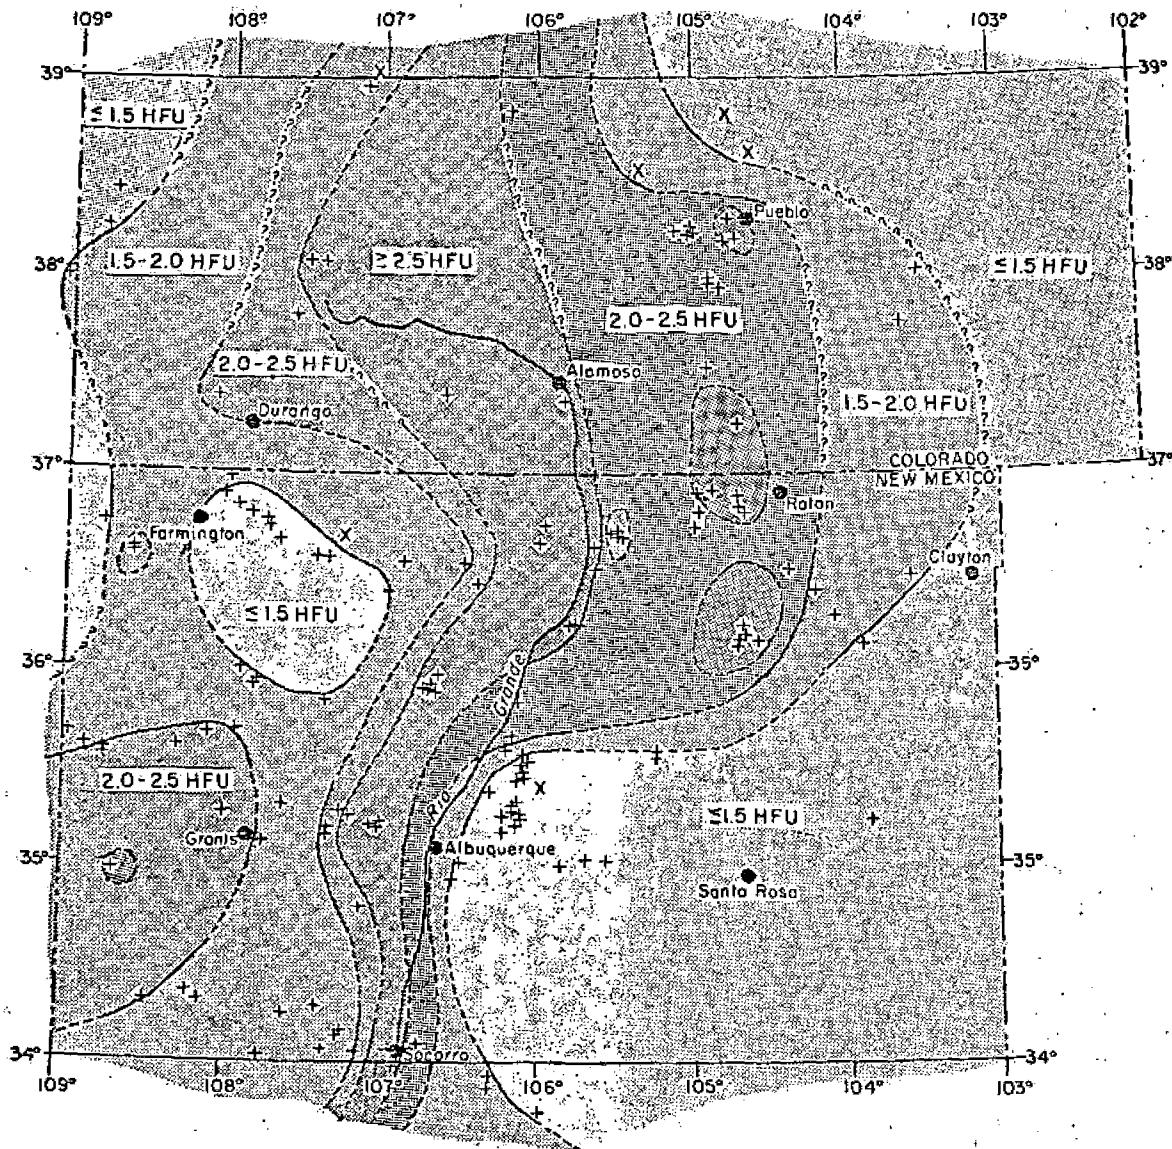 109° 108° 107° 106° 105° 104° 103° 102°
39° 39°
≤ 1.5 HFU
Pueblo
38° 1.5-2.0 HFU ≥ 2.5 HFU ≤1.5 HFU 38°
2.0-2.5 HFU
2.0-2.5 HFU Alamosa
Durango 1.5-2.0 HFU
37° COLORADO 37°
NEW MEXICO
Raton
Farmington
Clayton
≤ 1.5 HFU
36° 35°
Rio Grande
2.0-2.5 HFU
≤1.5 HFU
Grants Albuquerque
35° 35°
Santa Rosa
34° Socorro 34°
109° 108° 107° 106° 105° 104° 103°